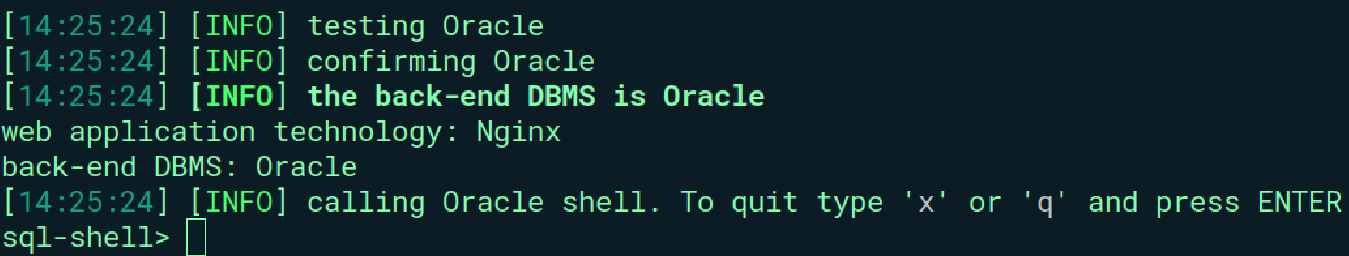 [14:25:24] [INFO] testing Oracle
[14:25:24] [INFO] confirming Oracle
[14:25:24] [INFO] the back-end DBMS is Oracle
web application technology: Nginx
back-end DBMS: Oracle
[14:25:24] [INFO] calling Oracle shell. To quit type 'x' or 'q' and press ENTER
sql-shell>